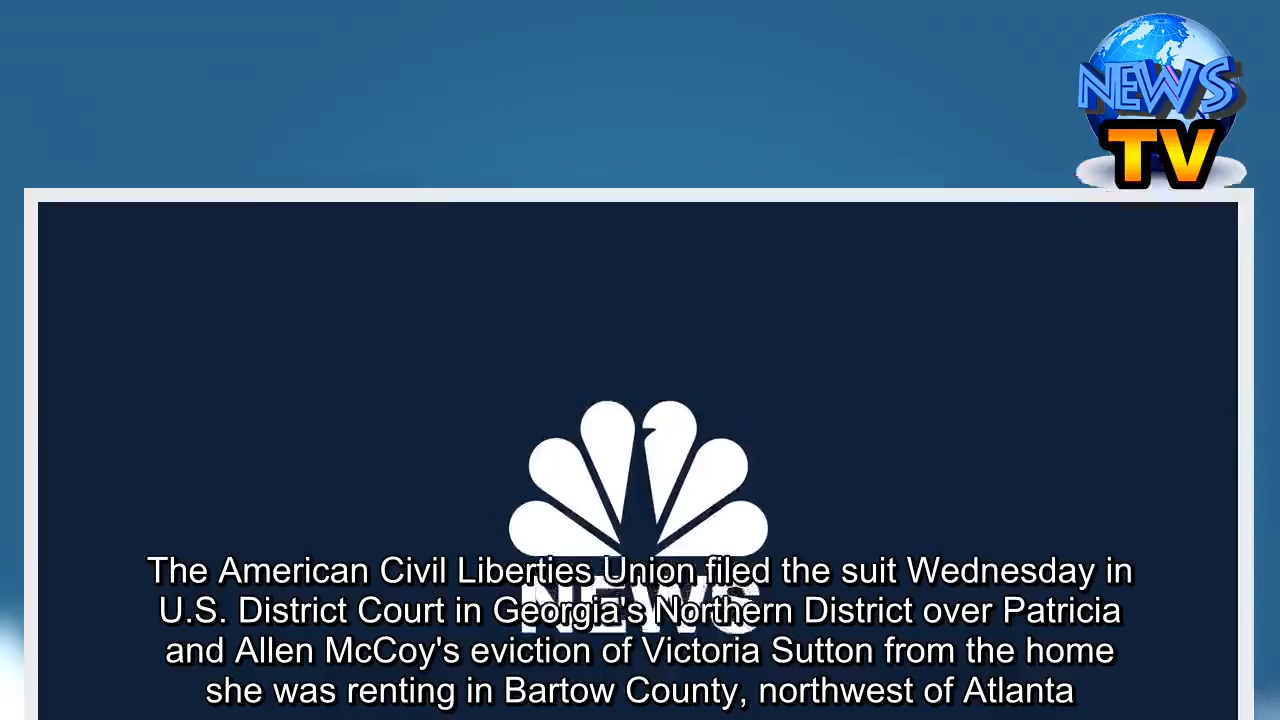 NEWS
TV
The American Civil Liberties Union filed the suit Wednesday in
U.S. District Court in Georgia's Northern District over Patricia
and Allen McCoy's eviction of Victoria Sutton from the home
she was renting in Bartow County, northwest of Atlanta
NEWS